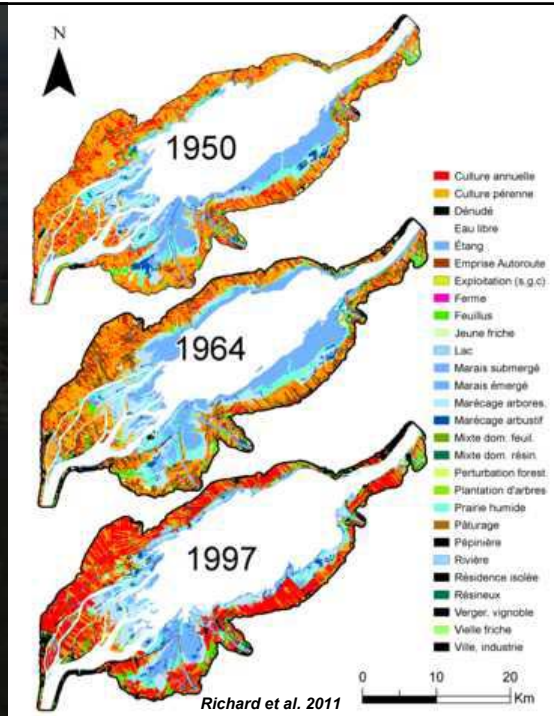 N
1950
1964
1997
Culture annuelle
Culture pérenne
Dénudé
Eau libre
Étang
Emprise Autoroute
Exploitation (s.g.c)
Ferme
Feuillus
Jeune friche
Lac
Marais submergé
Marais émergé
Marécage arbores.
Marécage arbustif
Mixte dom. feuil.
Mixte dom. résin.
Perturbation forest.
Plantation d'arbres
Prairie humide
Pâturage
Pépinière
Rivière
Résidence isolée
Résineux
Verger, vignoble
Vielle friche
Ville, industrie
0 10 20
Km
Richard et al. 2011